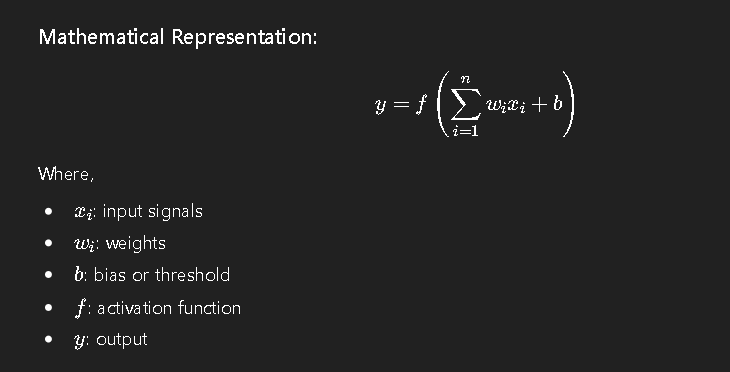 Mathematical Representation:
y = f ( ∑_{i=1}^{n} w_i x_i + b )
Where,
• x_i: input signals
• w_i: weights
• b: bias or threshold
• f: activation function
• y: output